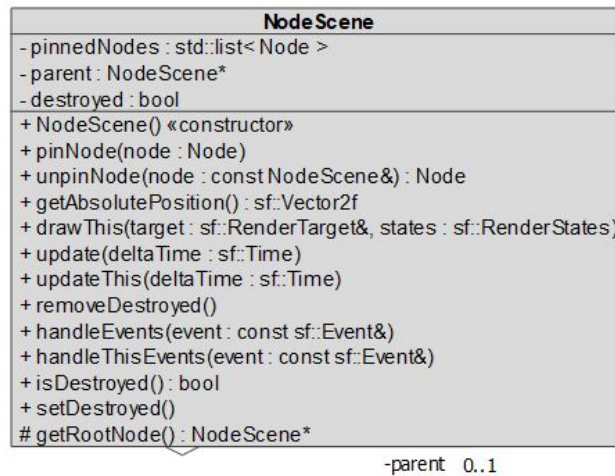 NodeScene
- pinnedNodes : std::list< Node >
- parent : NodeScene*
- destroyed : bool
+ NodeScene() «constructor»
+ pinNode(node : Node)
+ unpinNode(node : const NodeScene&) : Node
+ getAbsolutePosition() : sf::Vector2f
+ drawThis(target : sf::RenderTarget&, states : sf::RenderStates)
+ update(deltaTime : sf::Time)
+ updateThis(deltaTime : sf::Time)
+ removeDestroyed()
+ handleEvents(event : const sf::Event&)
+ handleThisEvents(event : const sf::Event&)
+ isDestroyed() : bool
+ setDestroyed()
# getRootNode() : NodeScene*
-parent 0..1